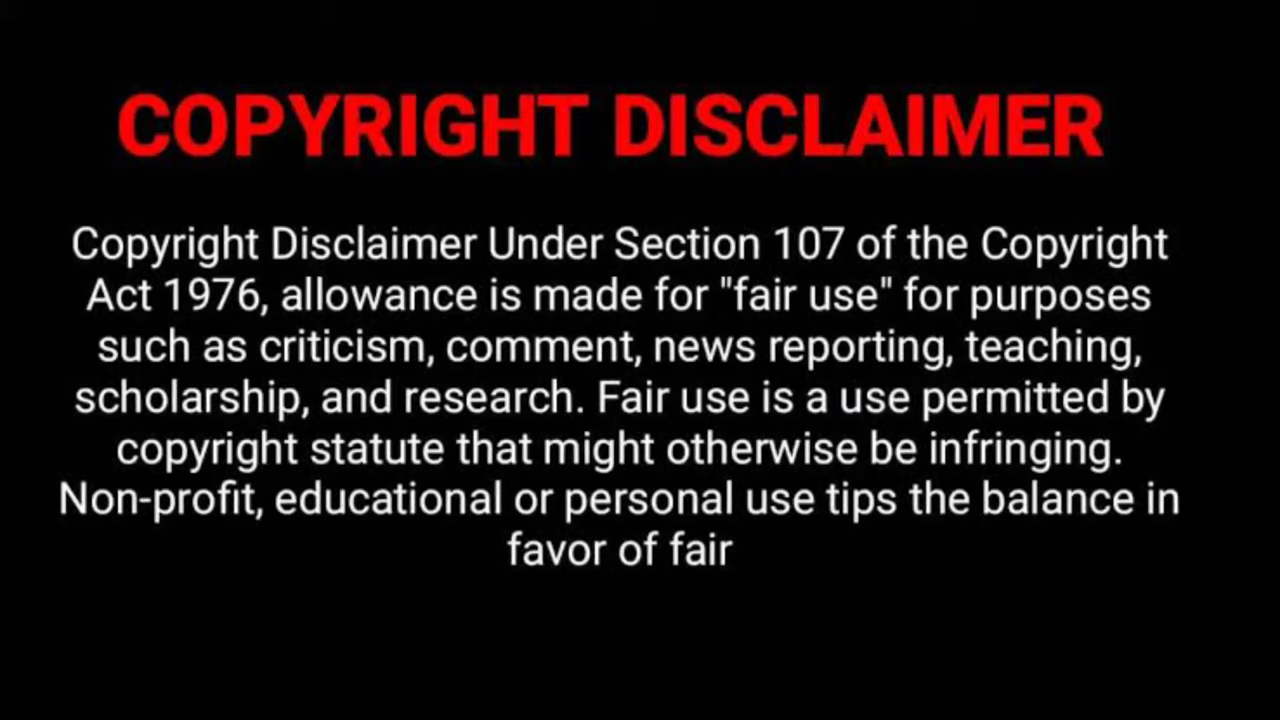 COPYRIGHT DISCLAIMER
Copyright Disclaimer Under Section 107 of the Copyright
Act 1976, allowance is made for "fair use" for purposes
such as criticism, comment, news reporting, teaching,
scholarship, and research. Fair use is a use permitted by
copyright statute that might otherwise be infringing.
Non-profit, educational or personal use tips the balance in
favor of fair